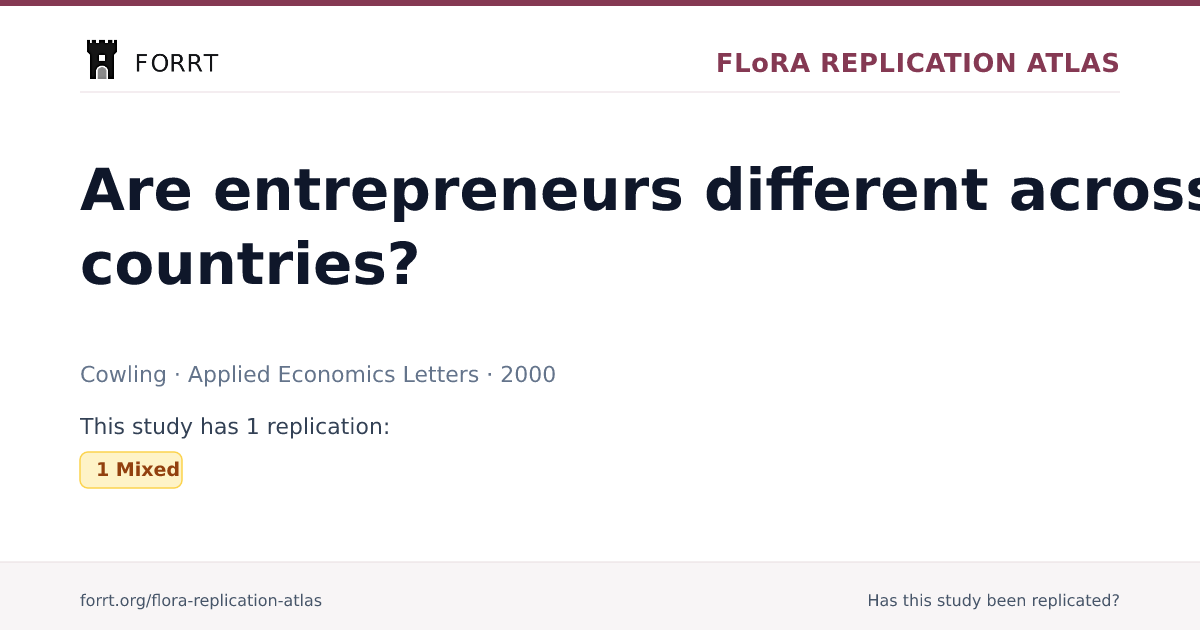 FORRT
FLoRA REPLICATION ATLAS
Are entrepreneurs different across
countries?
Cowling · Applied Economics Letters · 2000
This study has 1 replication:
1 Mixed
forrt.org/flora-replication-atlas
Has this study been replicated?